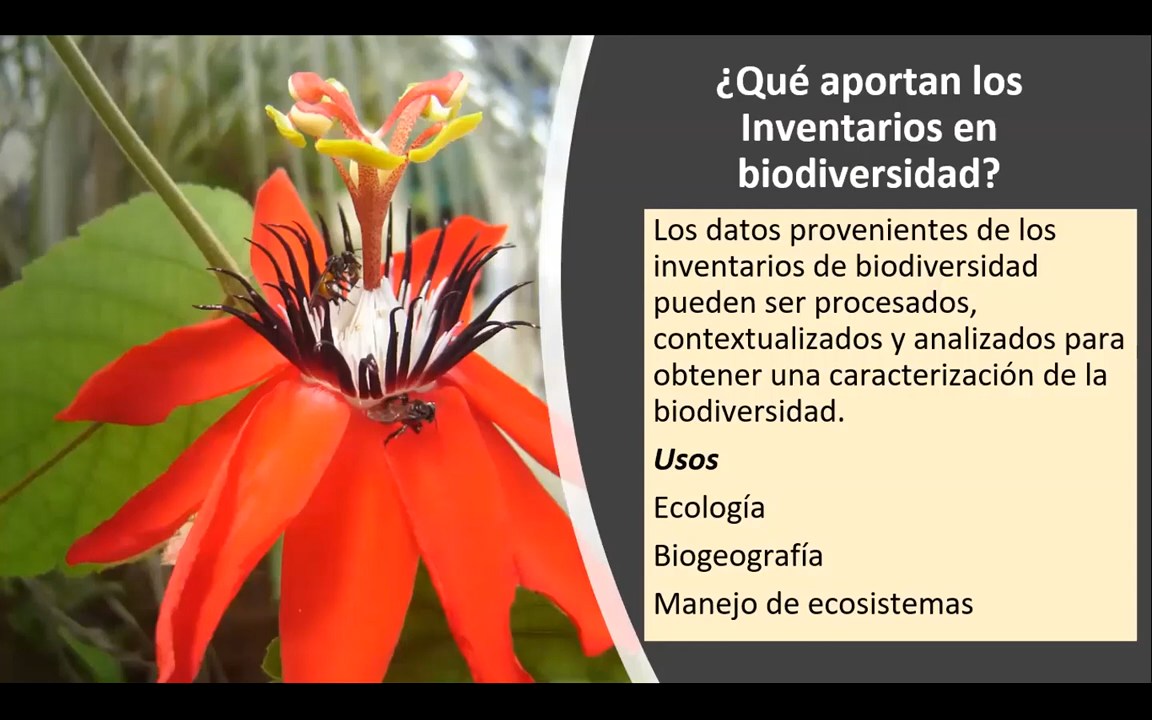 ¿Qué aportan los
Inventarios en
biodiversidad?
Los datos provenientes de los
inventarios de biodiversidad
pueden ser procesados,
contextualizados y analizados para
obtener una caracterización de la
biodiversidad.
Usos
Ecología
Biogeografía
Manejo de ecosistemas